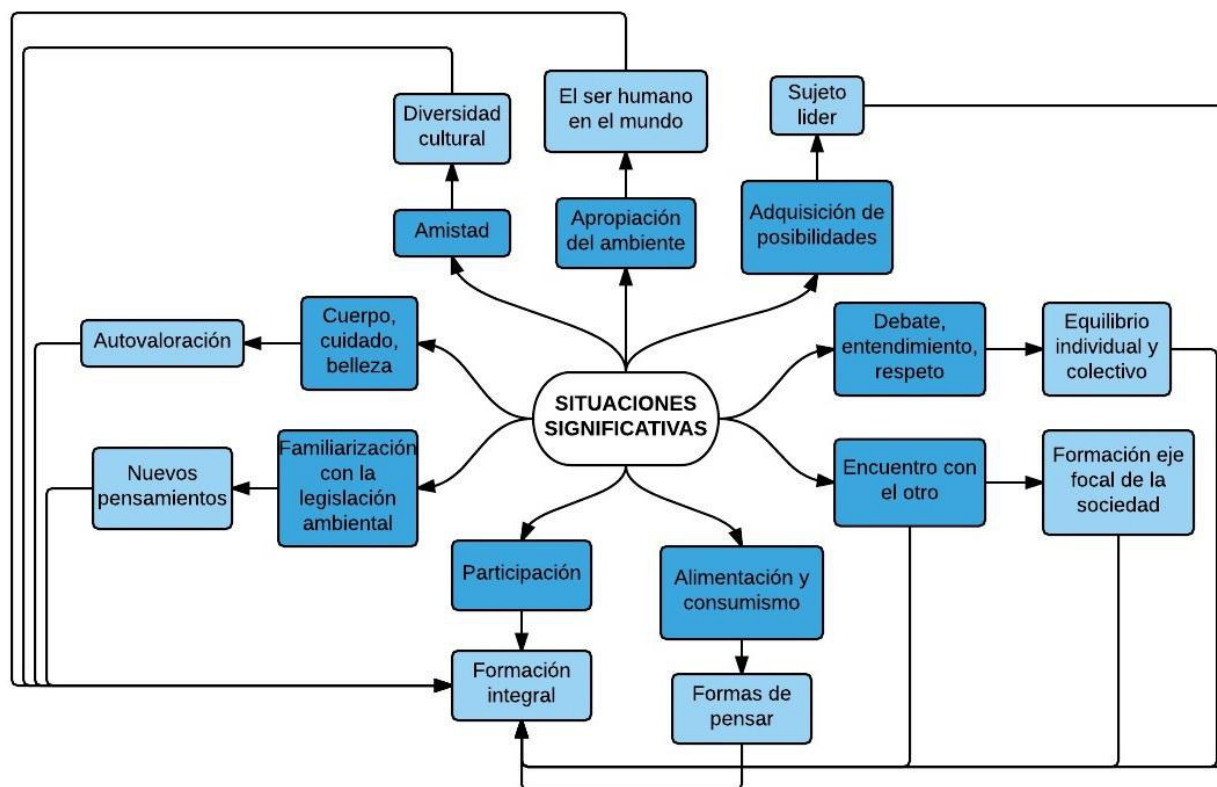 Diversidad
cultural
El ser humano
en el mundo
Sujeto
lider
Amistad
Apropiación
del ambiente
Adquisición de
posibilidades
Autovaloración
Cuerpo,
cuidado,
belleza
SITUACIONES
SIGNIFICATIVAS
Debate,
entendimiento,
respeto
Equilibrio
individual y
colectivo
Nuevos
pensamientos
Familiarización
con la
legislación
ambiental
Encuentro con
el otro
Formación eje
focal de la
sociedad
Participación
Alimentación y
consumismo
Formación
integral
Formas de
pensar